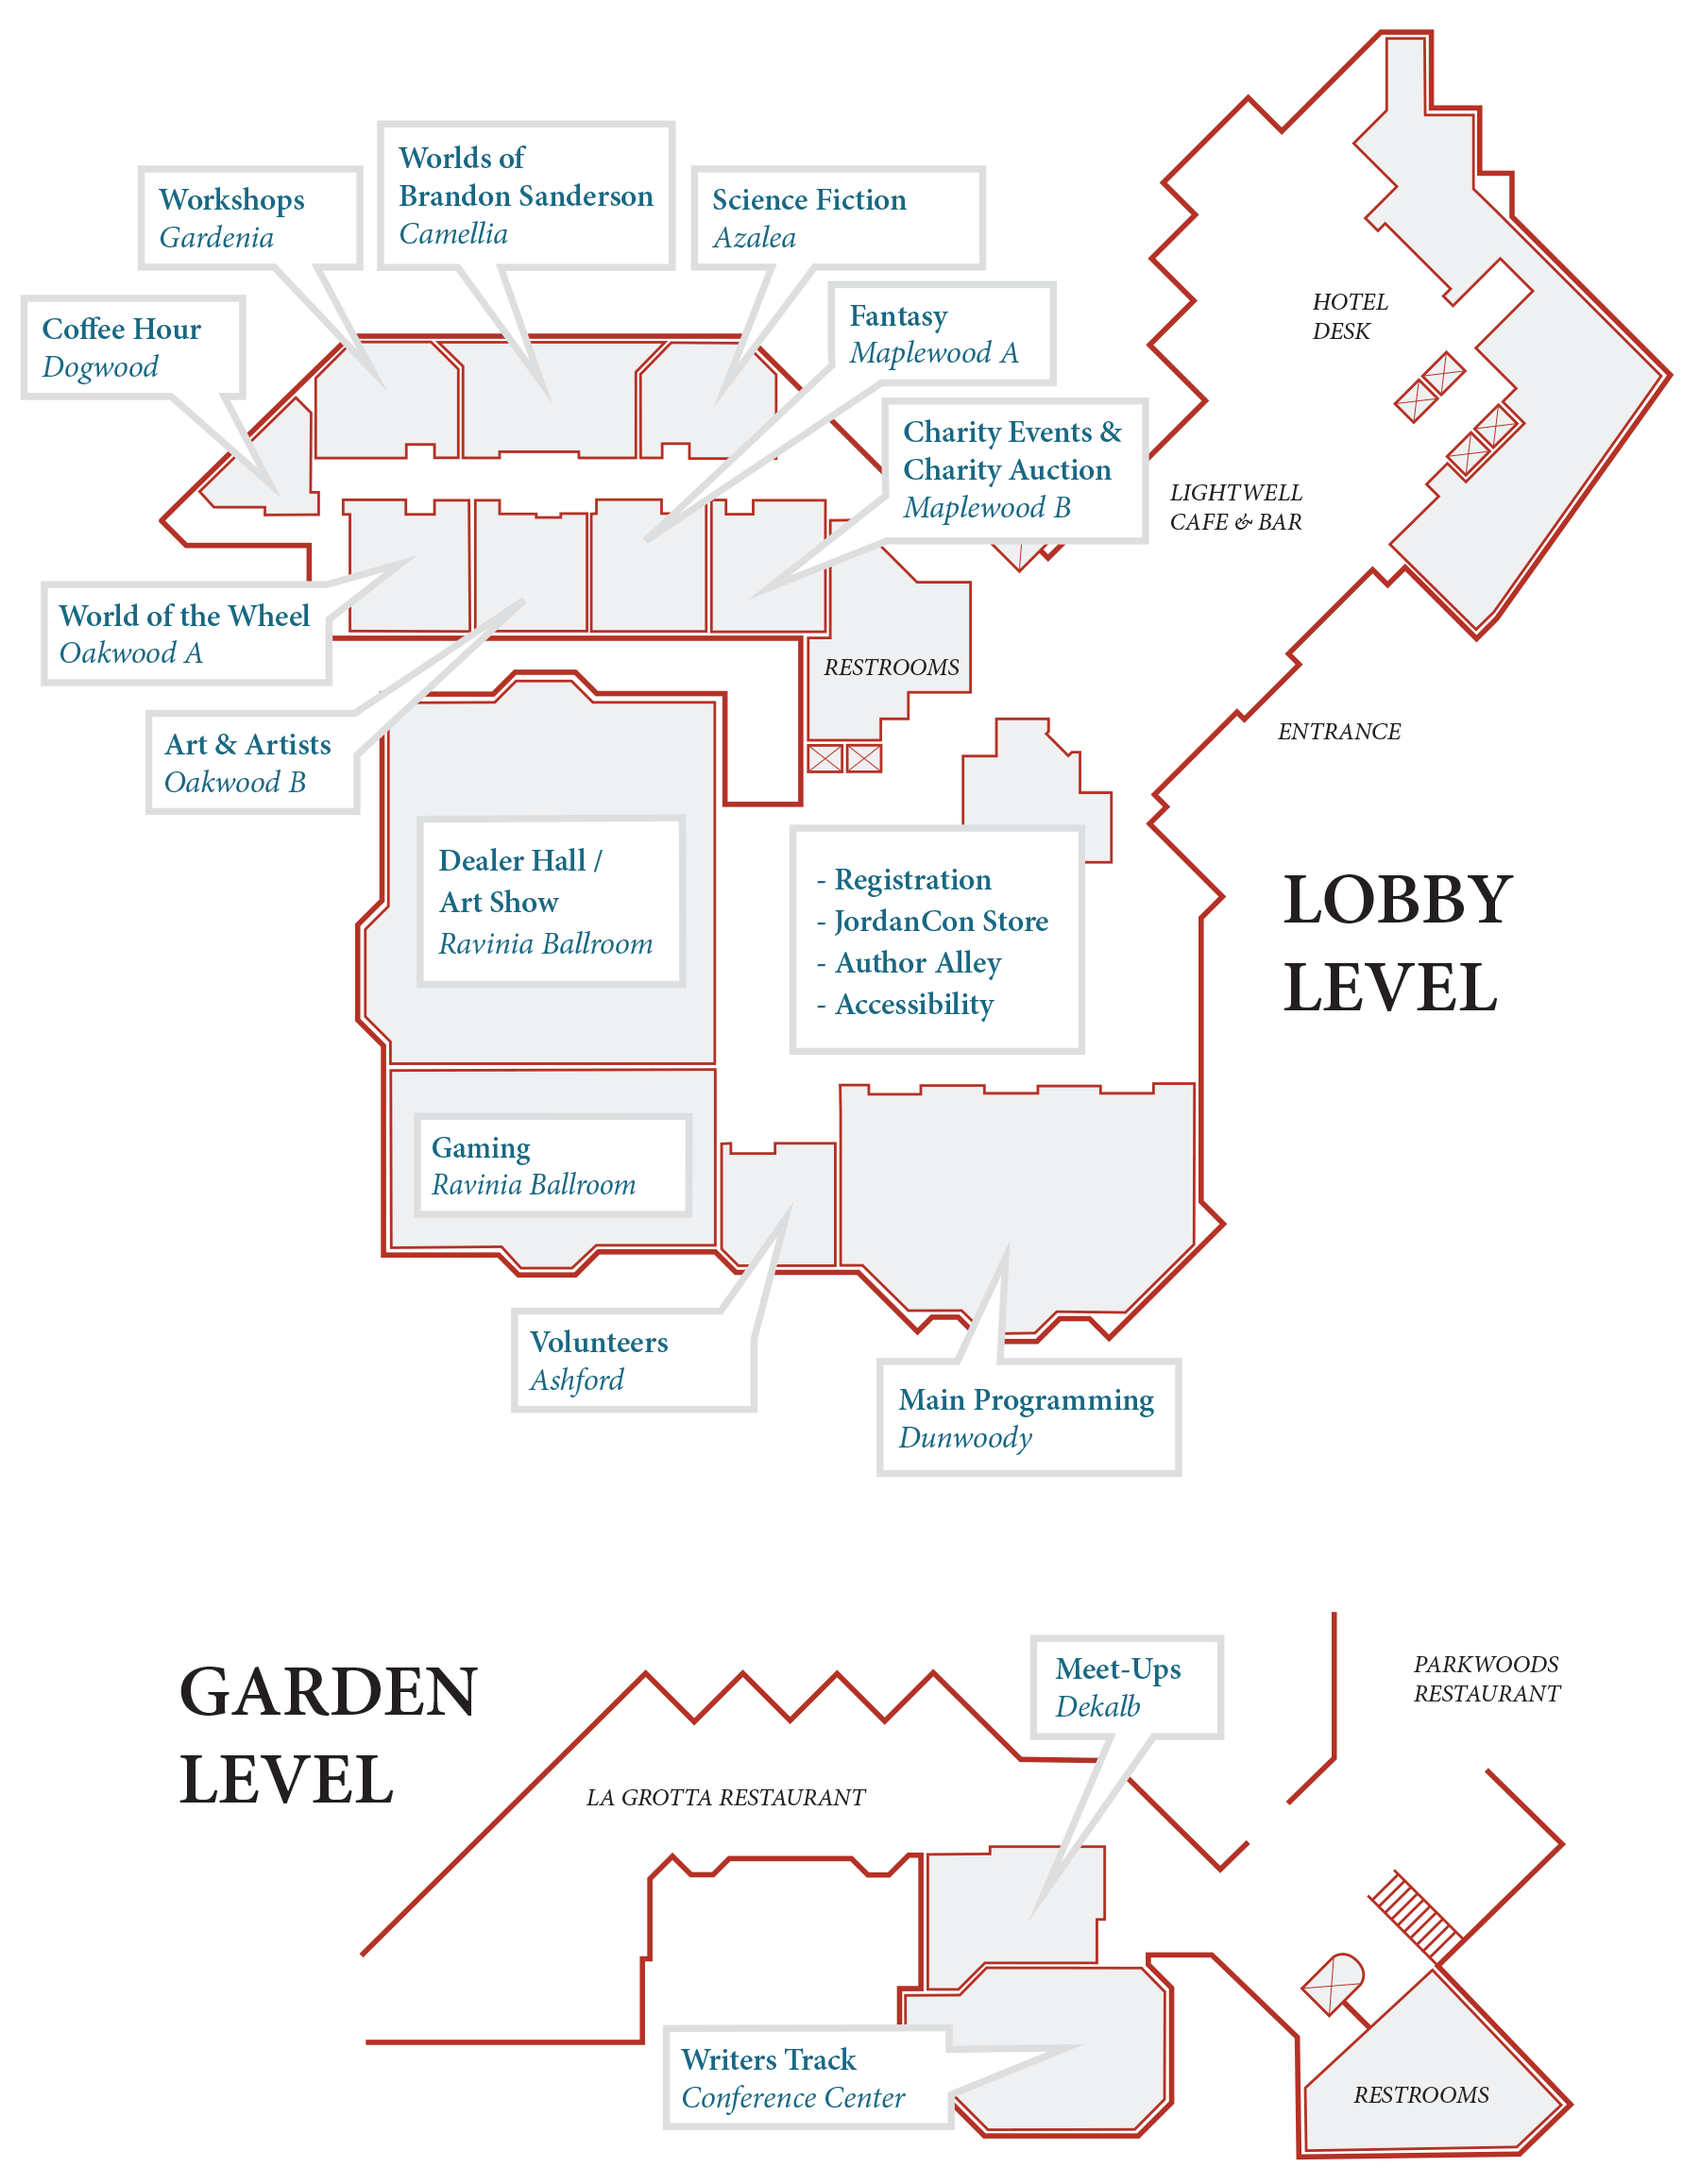 Workshops
Gardenia
Worlds of
Brandon Sanderson
Camellia
Science Fiction
Azalea
Coffee Hour
Dogwood
Fantasy
Maplewood A
HOTEL
DESK
Charity Events &
Charity Auction
Maplewood B
LIGHTWELL
CAFE & BAR
World of the Wheel
Oakwood A
RESTROOMS
Art & Artists
Oakwood B
ENTRANCE
Dealer Hall /
Art Show
Ravinia Ballroom
- Registration
- JordanCon Store
- Author Alley
- Accessibility
LOBBY
LEVEL
Gaming
Ravinia Ballroom
Volunteers
Ashford
Main Programming
Dunwoody
GARDEN
LEVEL
Meet-Ups
Dekalb
PARKWOODS
RESTAURANT
LA GROTTA RESTAURANT
Writers Track
Conference Center
RESTROOMS